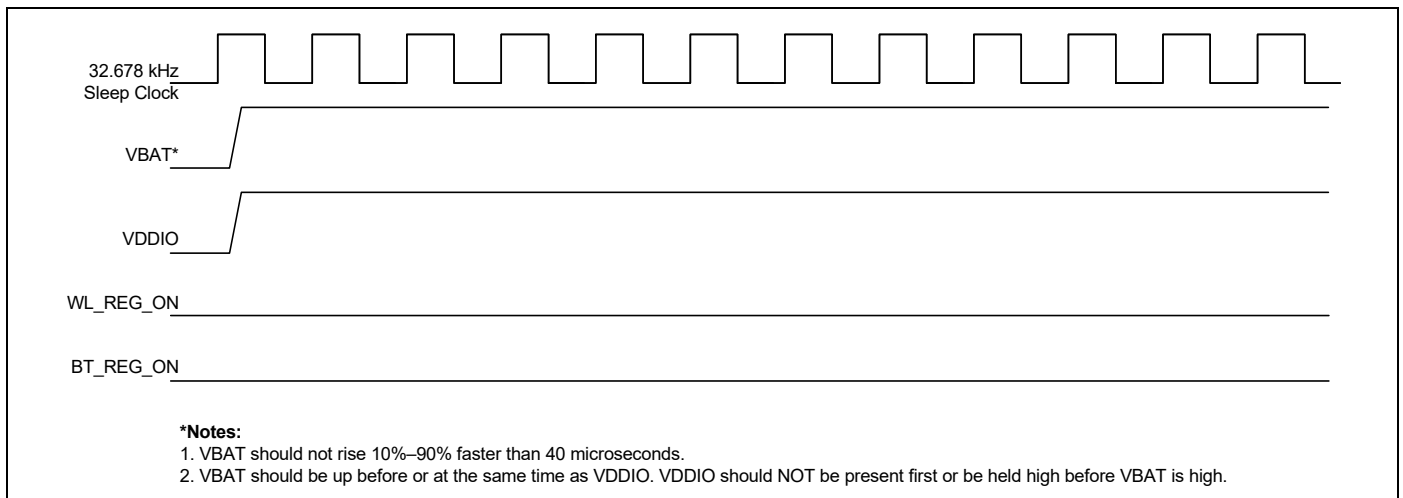 32.678 kHz
Sleep Clock
VBAT*
VDDIO
WL_REG_ON
BT_REG_ON
*Notes:
1. VBAT should not rise 10%–90% faster than 40 microseconds.
2. VBAT should be up before or at the same time as VDDIO. VDDIO should NOT be present first or be held high before VBAT is high.